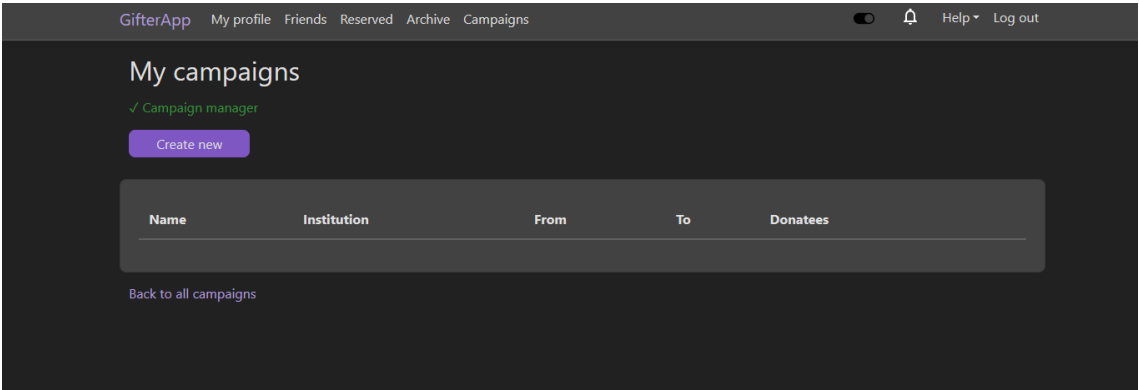 GifterApp My profile Friends Reserved Archive Campaigns Help Log out
My campaigns
✓ Campaign manager
Create new
Name Institution From To Donatees
Back to all campaigns